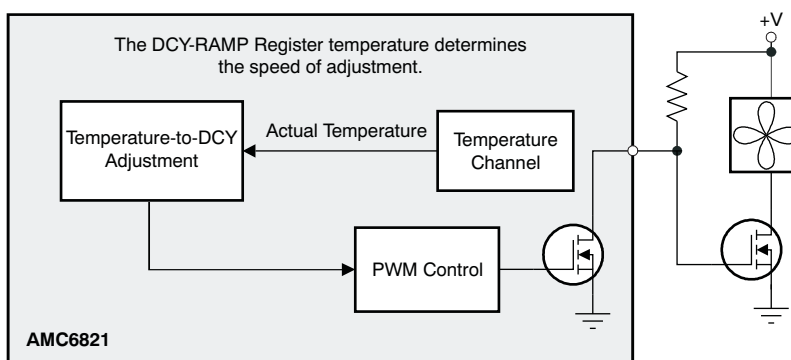 The DCY-RAMP Register temperature determines
the speed of adjustment.
+V
Temperature-to-DCY
Adjustment
Actual Temperature
Temperature
Channel
PWM Control
AMC6821